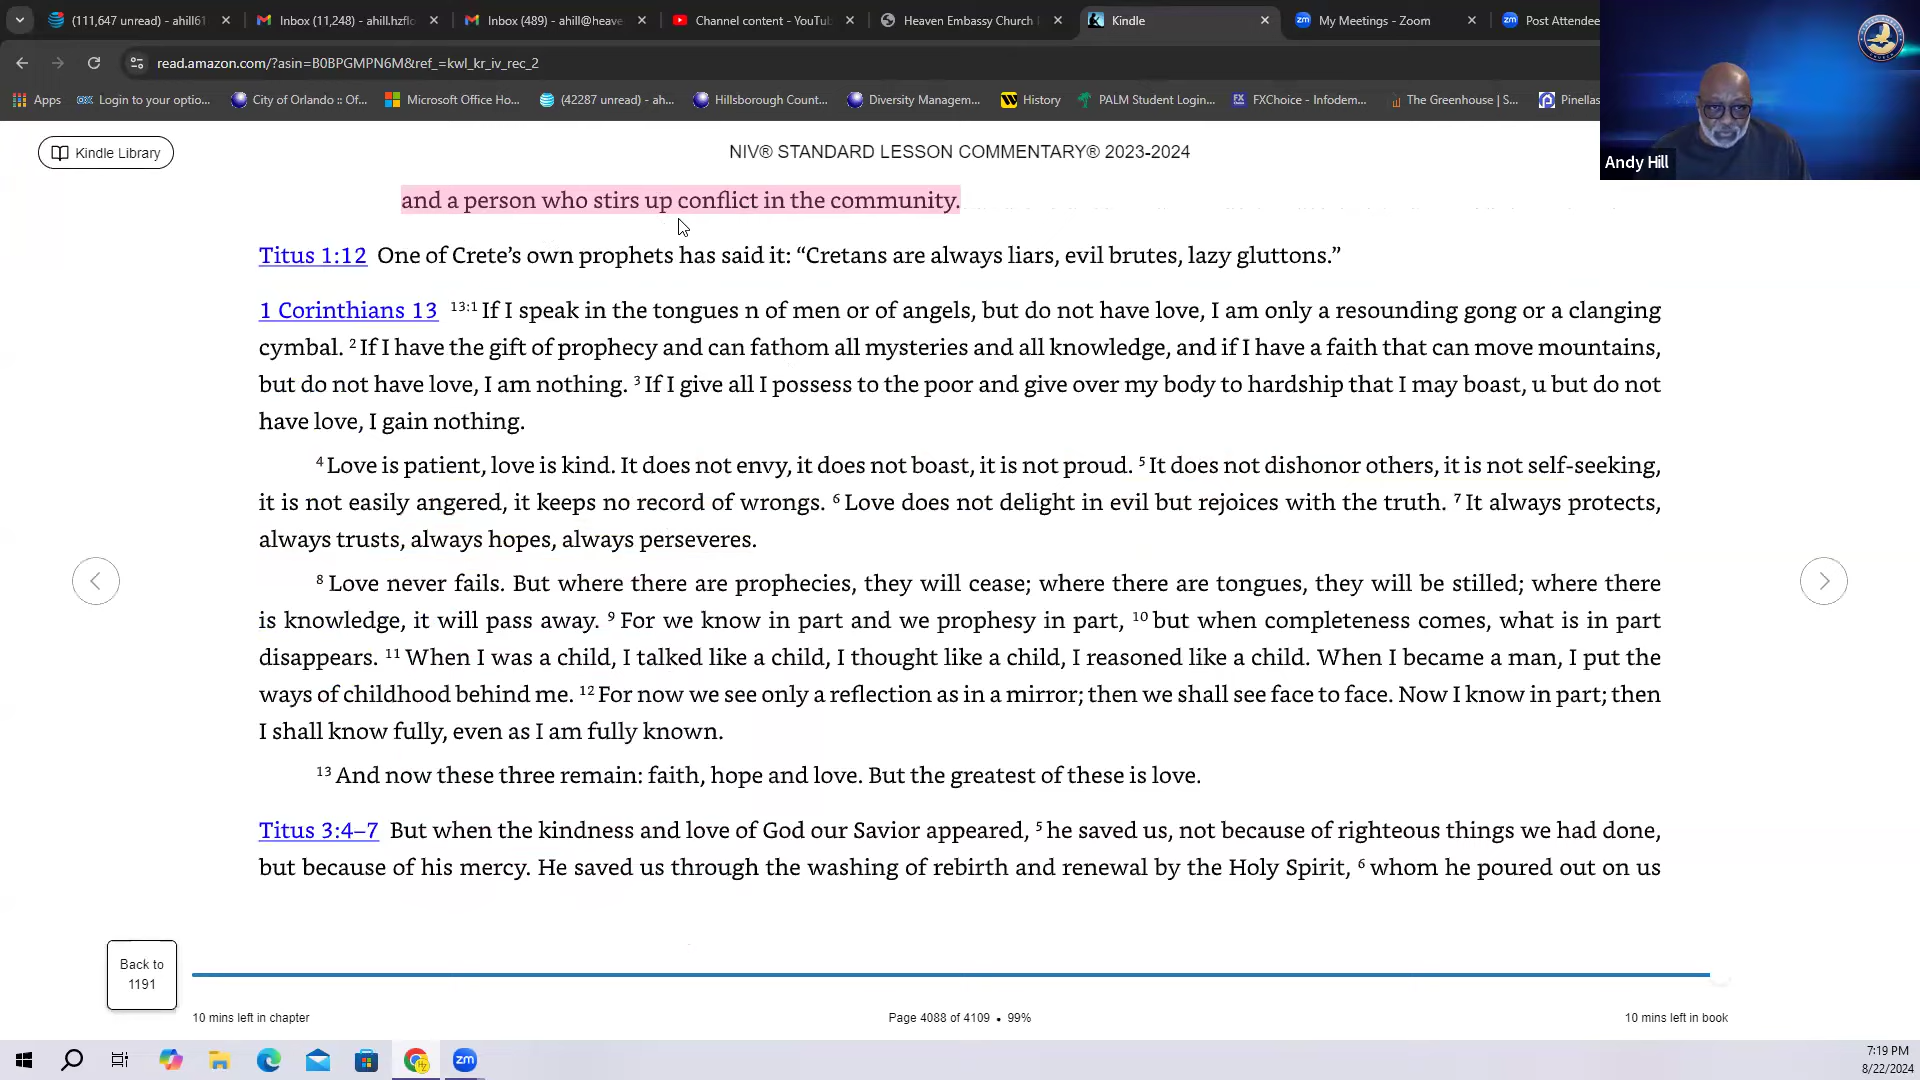 (111,647 unread) - ahill61
Inbox (11,248) - ahill.hzflo
Inbox (489) - ahill@heave
Channel content - YouTu
Heaven Embassy Church
Kindle
My Meetings - Zoom
Post Attendee
read.amazon.com/?asin=B0BPGMPN6M&ref_=kwl_kr_iv_rec_2
Apps
Login to your optio...
City of Orlando :: Of...
Microsoft Office Ho...
(42287 unread) - ah...
Hillsborough Count...
Diversity Managem...
History
PALM Student Login...
FXChoice - Infodem...
The Greenhouse | S...
Pinellas
Andy Hill
Kindle Library
NIV® STANDARD LESSON COMMENTARY® 2023-2024
and a person who stirs up conflict in the community.
Titus 1:12 One of Crete’s own prophets has said it: “Cretans are always liars, evil brutes, lazy gluttons.”
1 Corinthians 13 13:1 If I speak in the tongues n of men or of angels, but do not have love, I am only a resounding gong or a clanging
cymbal. 2 If I have the gift of prophecy and can fathom all mysteries and all knowledge, and if I have a faith that can move mountains,
but do not have love, I am nothing. 3 If I give all I possess to the poor and give over my body to hardship that I may boast, u but do not
have love, I gain nothing.
4 Love is patient, love is kind. It does not envy, it does not boast, it is not proud. 5 It does not dishonor others, it is not self-seeking,
it is not easily angered, it keeps no record of wrongs. 6 Love does not delight in evil but rejoices with the truth. 7 It always protects,
always trusts, always hopes, always perseveres.
8 Love never fails. But where there are prophecies, they will cease; where there are tongues, they will be stilled; where there
is knowledge, it will pass away. 9 For we know in part and we prophesy in part, 10 but when completeness comes, what is in part
disappears. 11 When I was a child, I talked like a child, I thought like a child, I reasoned like a child. When I became a man, I put the
ways of childhood behind me. 12 For now we see only a reflection as in a mirror; then we shall see face to face. Now I know in part; then
I shall know fully, even as I am fully known.
13 And now these three remain: faith, hope and love. But the greatest of these is love.
Titus 3:4–7 But when the kindness and love of God our Savior appeared, 5 he saved us, not because of righteous things we had done,
but because of his mercy. He saved us through the washing of rebirth and renewal by the Holy Spirit, 6 whom he poured out on us
Back to
1191
10 mins left in chapter
Page 4088 of 4109 • 99%
10 mins left in book
zm
7:19 PM
8/22/2024